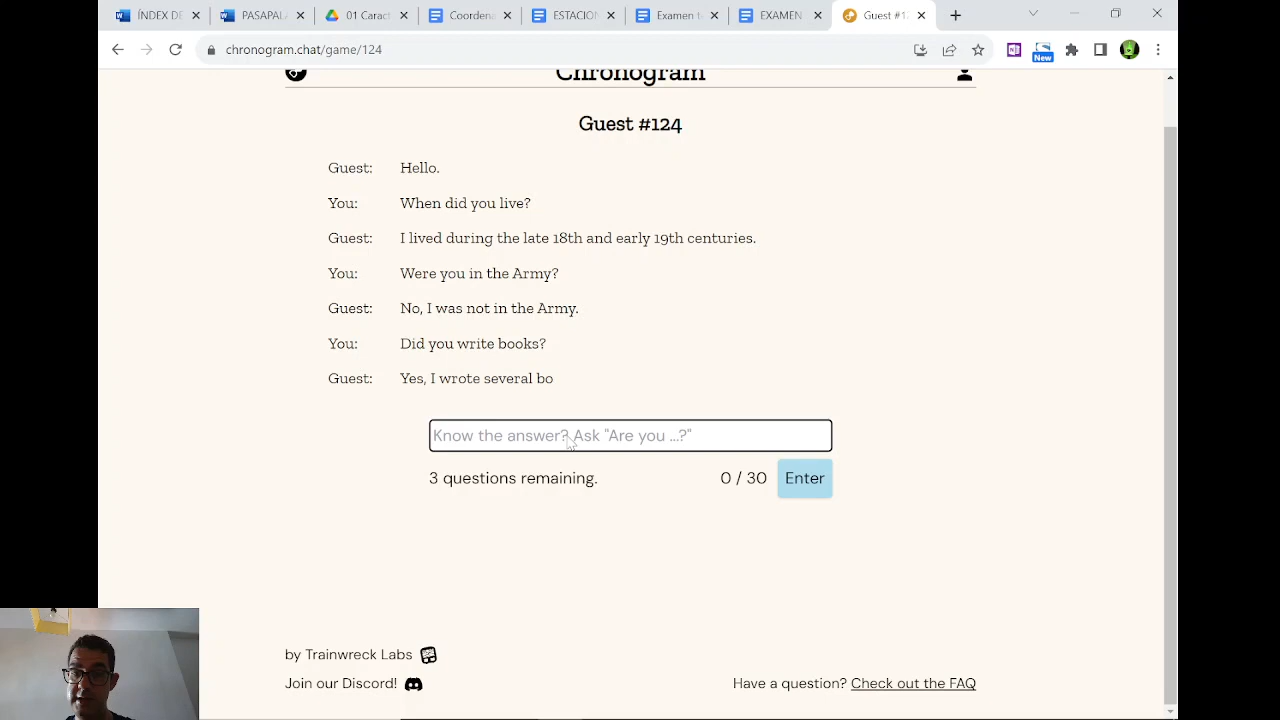 ÍNDEX DE
PASAPAL
01 Caract
Coordena
ESTACIÓN
Examen t
EXAMEN
Guest #12
chronogram.chat/game/124
New
Chronogram
Guest #124
Guest: Hello.
You: When did you live?
Guest: I lived during the late 18th and early 19th centuries.
You: Were you in the Army?
Guest: No, I was not in the Army.
You: Did you write books?
Guest: Yes, I wrote several bo
Know the answer? Ask "Are you ...?"
3 questions remaining. 0 / 30 Enter
by Trainwreck Labs
Join our Discord! Have a question? Check out the FAQ